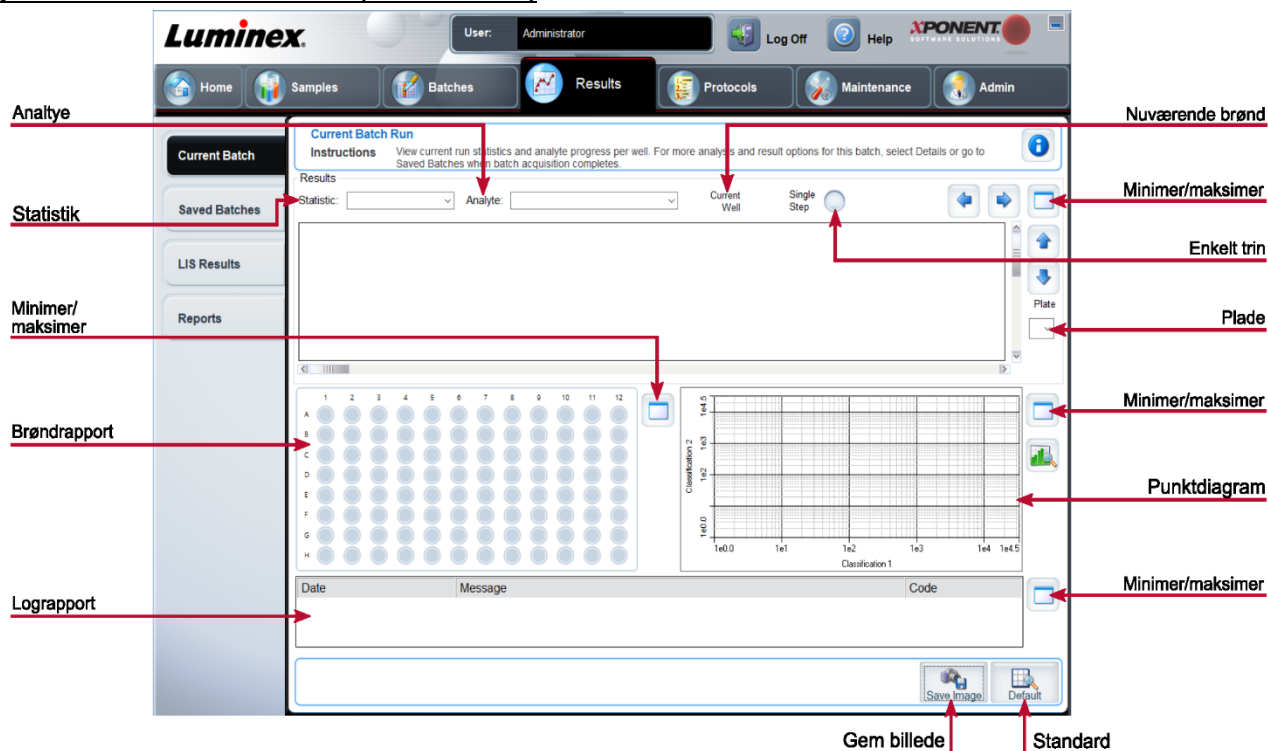 Luminex.
User: Administrator
Log Off
Help
XPONENT.
SOFTWARE SOLUTIONS
Home
Samples
Batches
Results
Protocols
Maintenance
Admin
Analtye
Nuværende brønd
Current Batch
Saved Batches
LIS Results
Reports
Current Batch Run
Instructions View current run statistics and analyte progress per well. For more analysis and result options for this batch, select Details or go to
Saved Batches when batch acquisition completes.
Results
Statistic:
Analyte:
Current
Well
Single
Step
Minimer/maksimer
Statistik
Enkelt trin
Minimer/
maksimer
Plate
Plade
1 2 3 4 5 6 7 8 9 10 11 12
A
B
C
D
E
F
G
H
Brøndrapport
1e4.5
1e3
1e2
1e0.0
Classification 2
1e0.0 1e1 1e2 1e3 1e4 1e4.5
Classification 1
Minimer/maksimer
Punktdiagram
Date Message Code
Minimer/maksimer
Lograpport
Save Image
Default
Gem billede
Standard